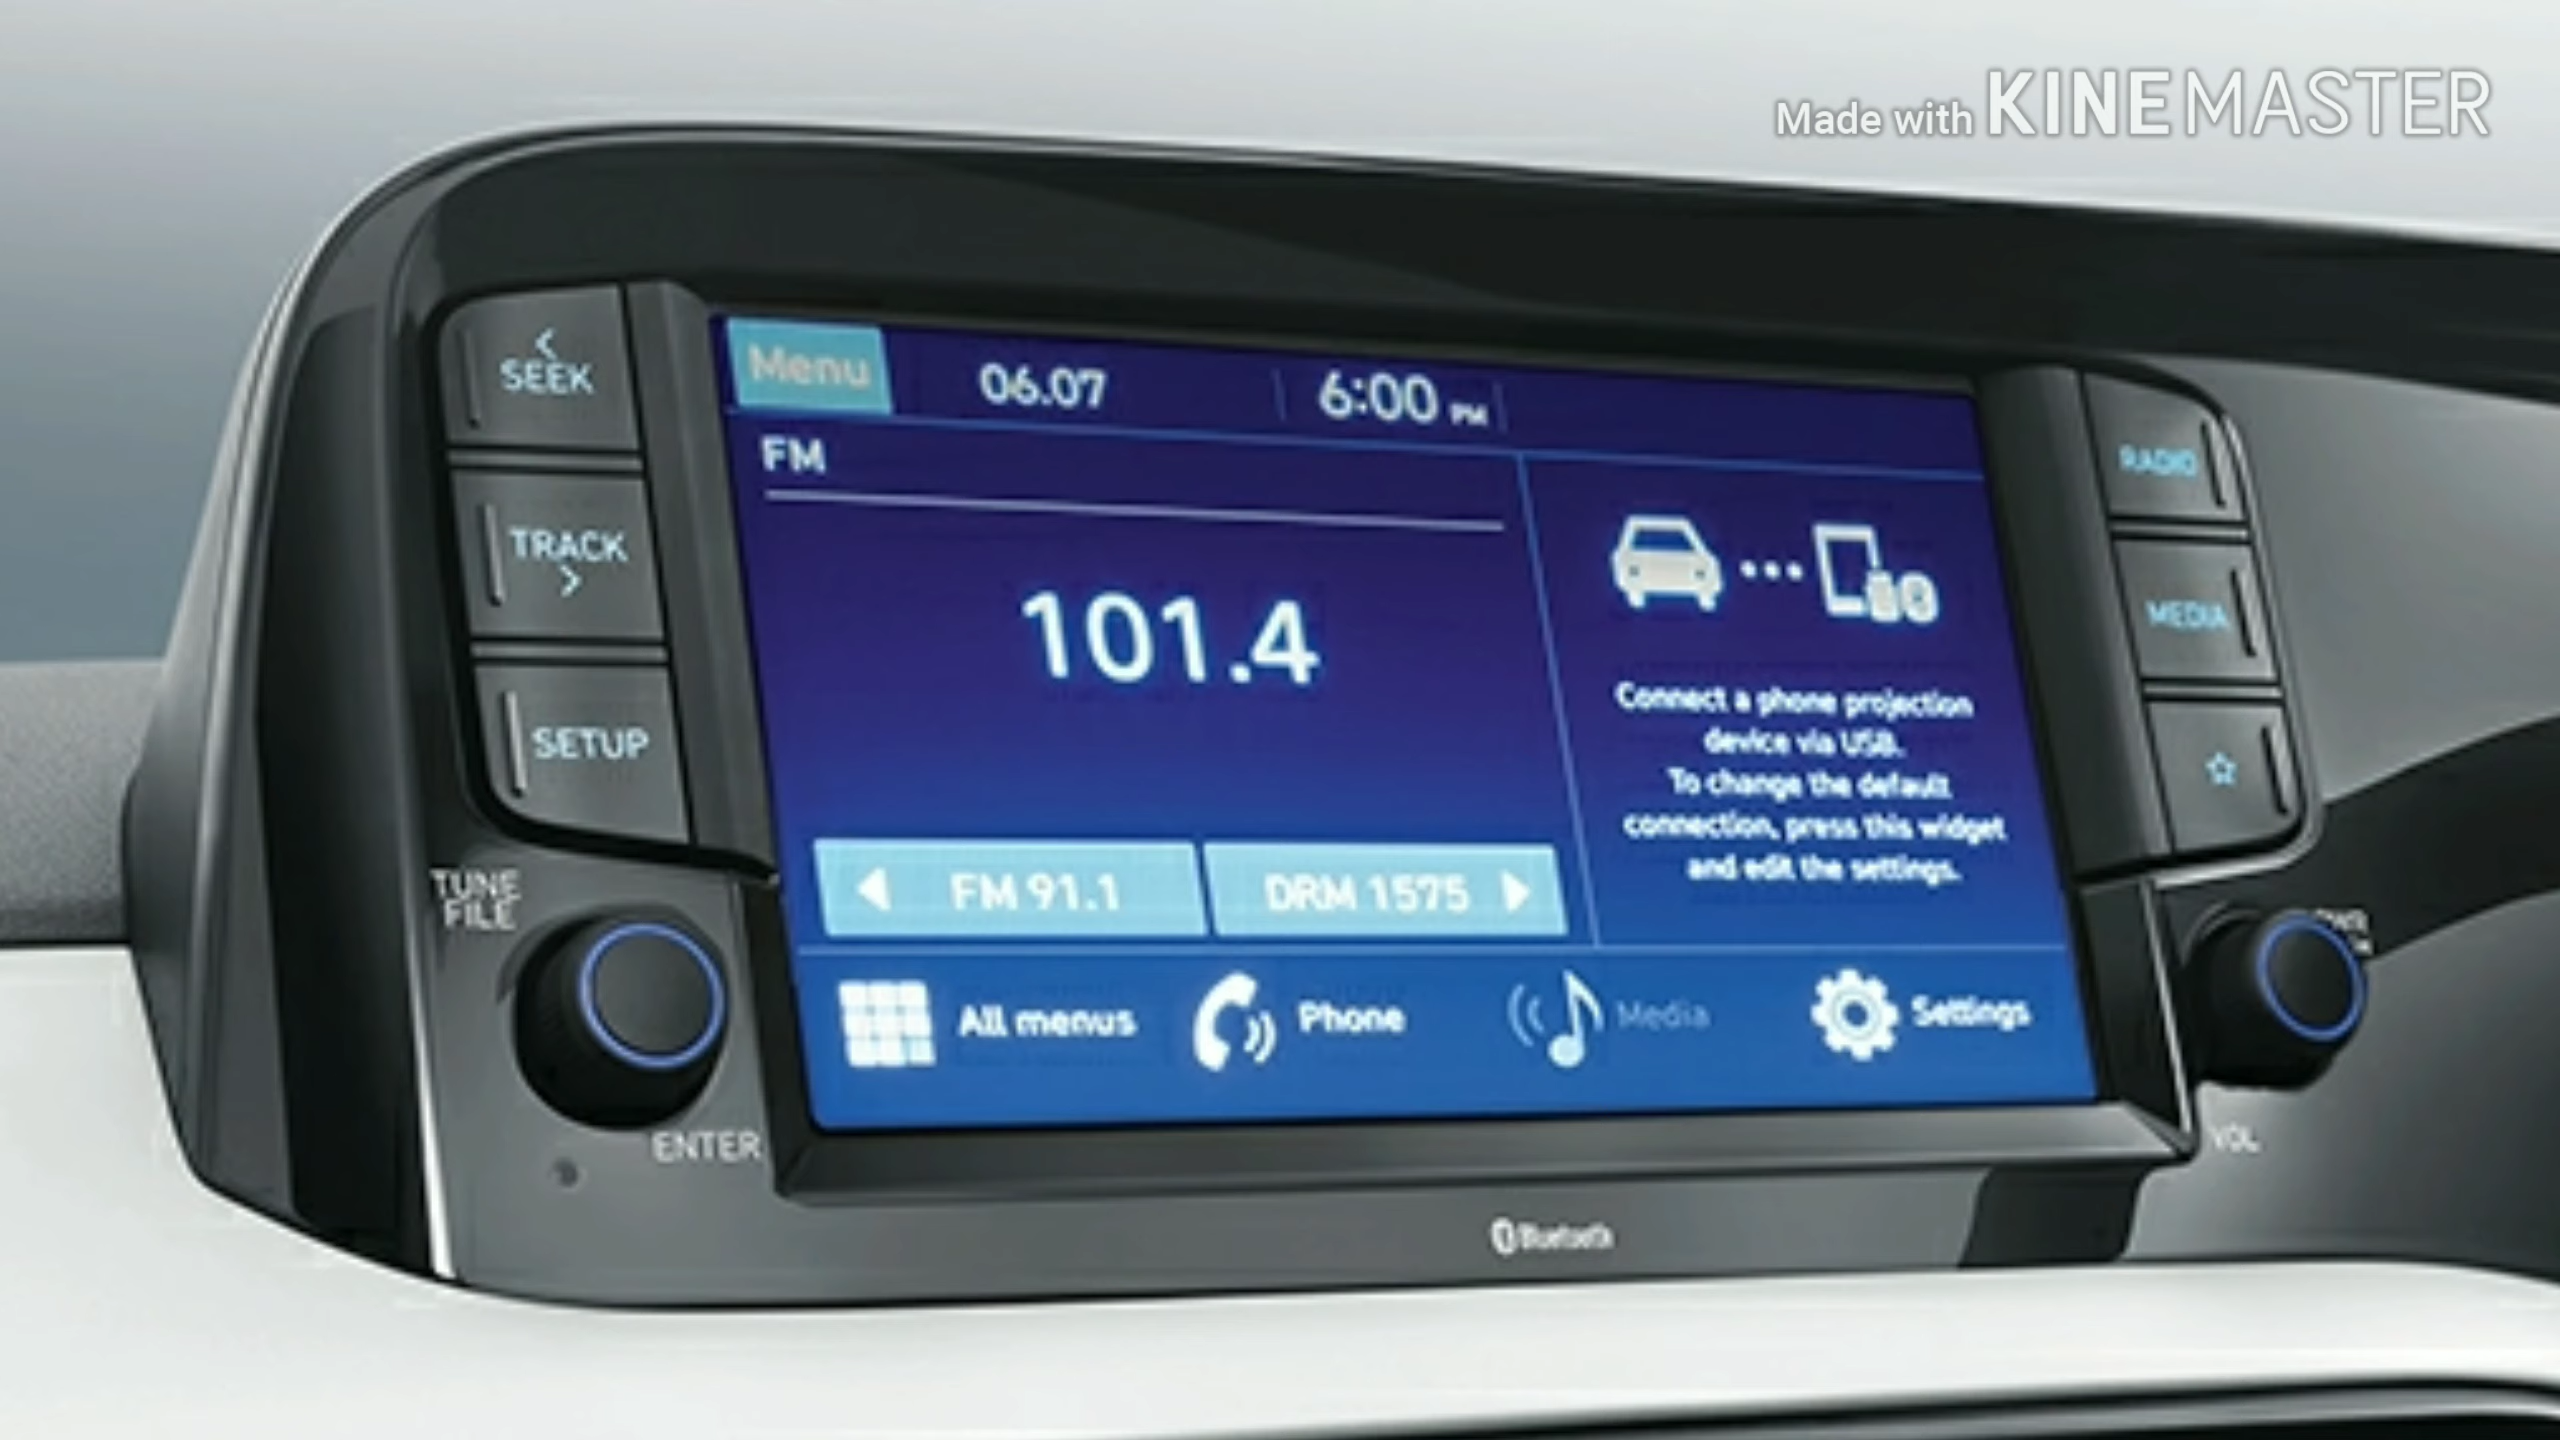 Made with KINEMASTER
<
SEEK
TRACK
>
SETUP
TUNE
FILE
ENTER
Menu
06.07
6:00 PM
FM
101.4
FM 91.1
DRM 1575
Connect a phone projection
device via USB.
To change the default
connection, press this widget
and edit the settings.
All menus
Phone
Media
Settings
RADIO
MEDIA
VOL
Bluetooth